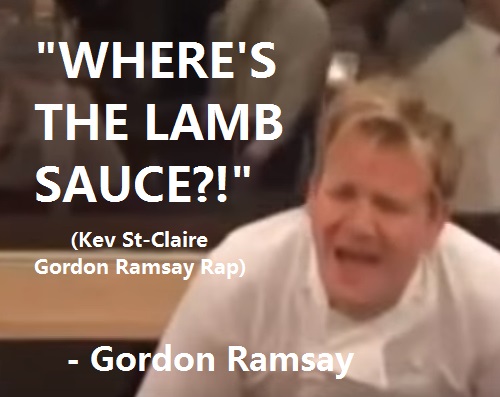 "WHERE'S
THE LAMB
SAUCE?!"
(Kev St-Claire
Gordon Ramsay Rap)
- Gordon Ramsay